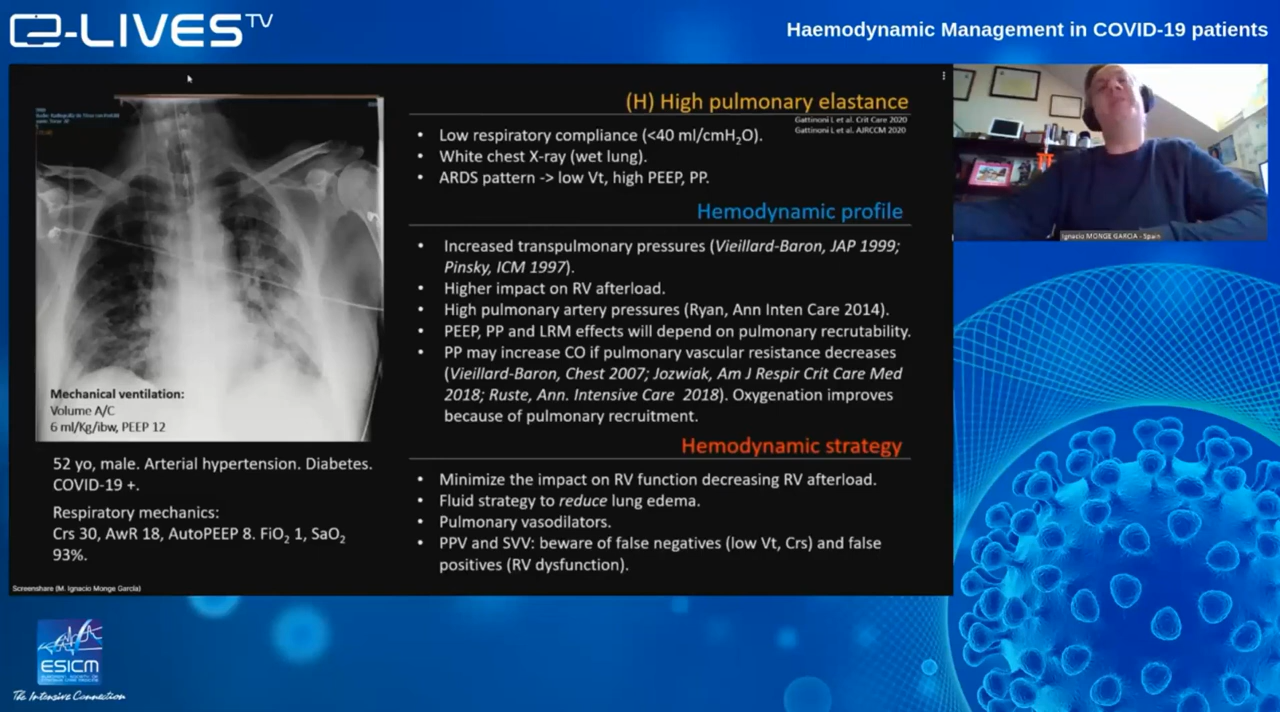 e-LIVES TV
Haemodynamic Management in COVID-19 patients
(H) High pulmonary elastance
Gattinoni L et al. Crit Care 2020
Gattinoni L et al. AJRCCM 2020
• Low respiratory compliance (<40 ml/cmH₂O).
• White chest X-ray (wet lung).
• ARDS pattern -> low Vt, high PEEP, PP.
Hemodynamic profile
• Increased transpulmonary pressures (Vieillard-Baron, JAP 1999;
Pinsky, ICM 1997).
• Higher impact on RV afterload.
• High pulmonary artery pressures (Ryan, Ann Inten Care 2014).
• PEEP, PP and LRM effects will depend on pulmonary recrutability.
• PP may increase CO if pulmonary vascular resistance decreases
(Vieillard-Baron, Chest 2007; Jozwiak, Am J Respir Crit Care Med
2018; Ruste, Ann. Intensive Care 2018). Oxygenation improves
because of pulmonary recruitment.
Hemodynamic strategy
• Minimize the impact on RV function decreasing RV afterload.
• Fluid strategy to reduce lung edema.
• Pulmonary vasodilators.
• PPV and SVV: beware of false negatives (low Vt, Crs) and false
positives (RV dysfunction).
Mechanical ventilation:
Volume A/C
6 ml/Kg/ibw, PEEP 12
52 yo, male. Arterial hypertension. Diabetes.
COVID-19 +.
Respiratory mechanics:
Crs 30, AwR 18, AutoPEEP 8. FiO₂ 1, SaO₂
93%.
Screenshare (M. Ignacio Monge García)
Ignacio MONGE GARCIA - Spain
ESICM
The Intensive Connection